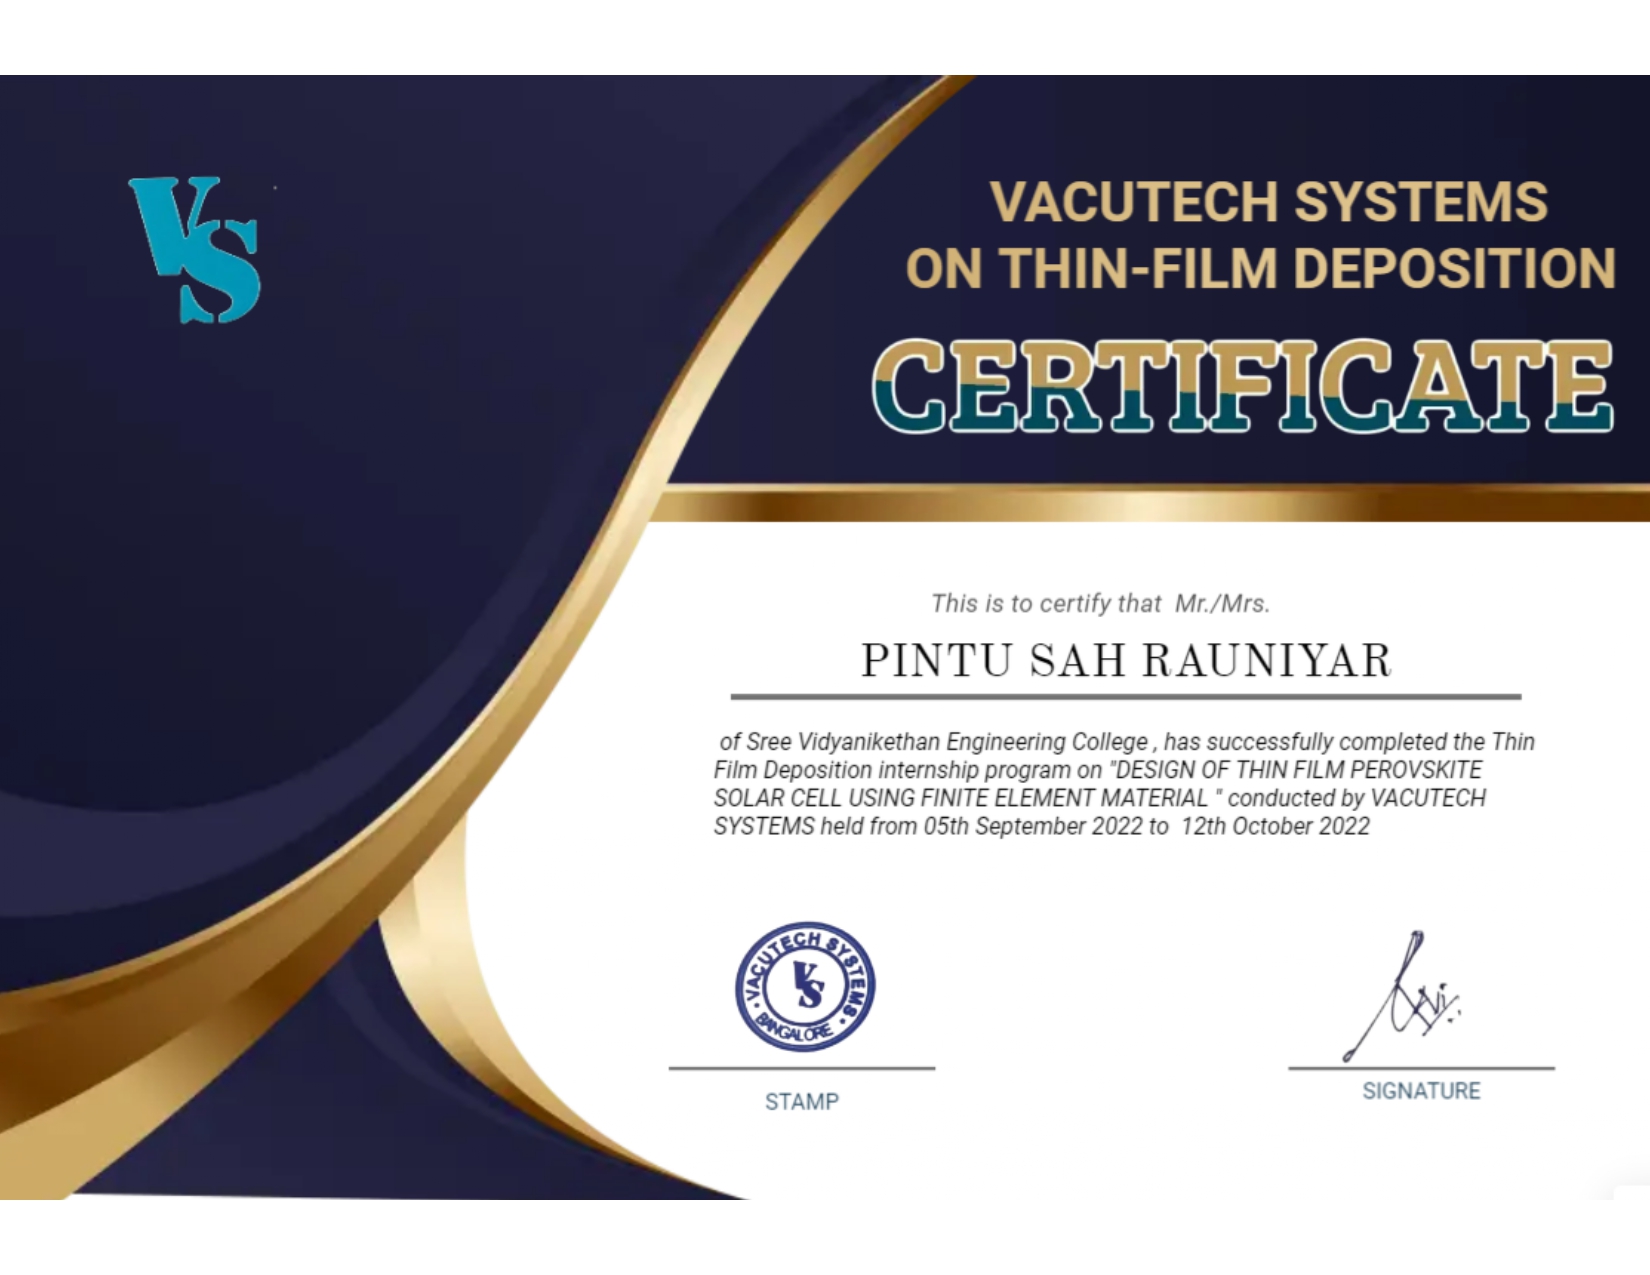 VS
VACUTECH SYSTEMS
ON THIN-FILM DEPOSITION
CERTIFICATE
This is to certify that  Mr./Mrs.
PINTU SAH RAUNIYAR
of Sree Vidyanikethan Engineering College , has successfully completed the Thin
Film Deposition internship program on "DESIGN OF THIN FILM PEROVSKITE
SOLAR CELL USING FINITE ELEMENT MATERIAL " conducted by VACUTECH
SYSTEMS held from 05th September 2022 to  12th October 2022
VACUTECH SYSTEMS
VS
BANGALORE
STAMP
SIGNATURE